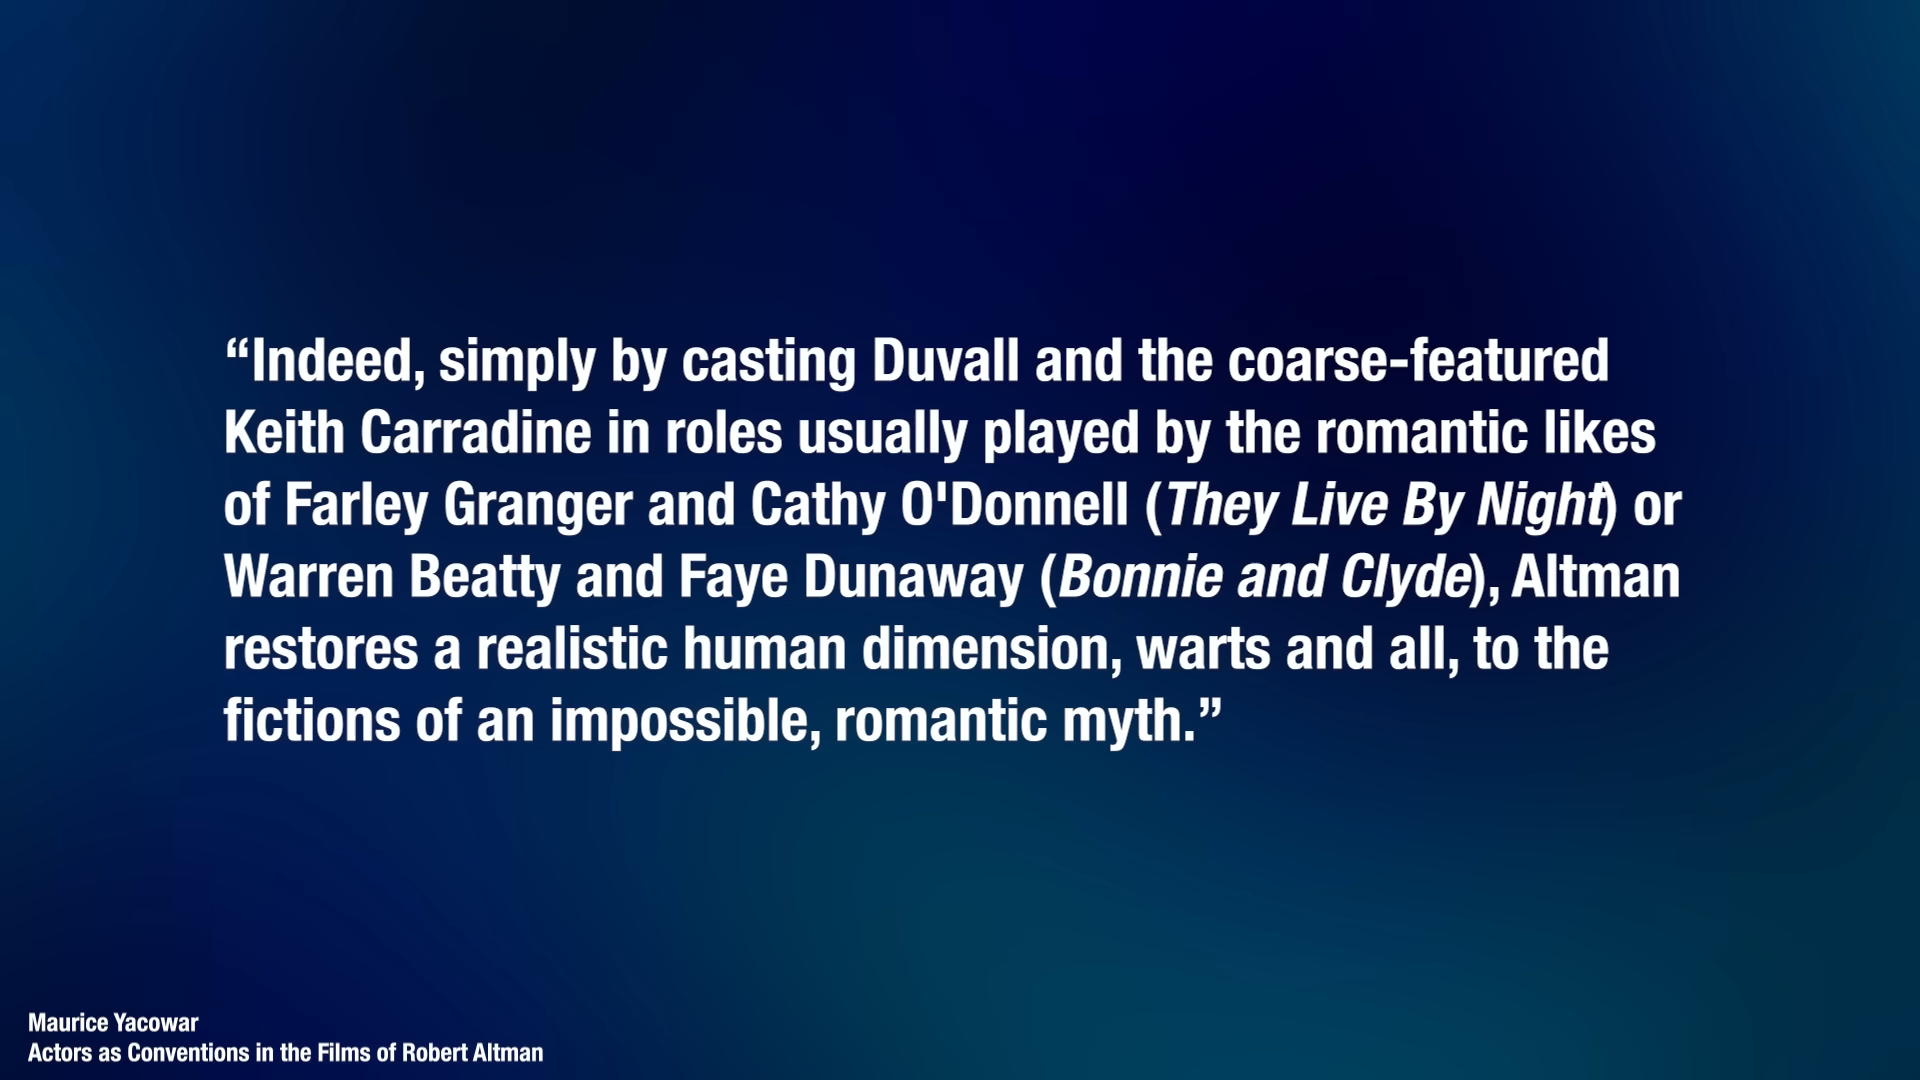 “Indeed, simply by casting Duvall and the coarse-featured
Keith Carradine in roles usually played by the romantic likes
of Farley Granger and Cathy O'Donnell (They Live By Night) or
Warren Beatty and Faye Dunaway (Bonnie and Clyde), Altman
restores a realistic human dimension, warts and all, to the
fictions of an impossible, romantic myth.”
Maurice Yacowar
Actors as Conventions in the Films of Robert Altman